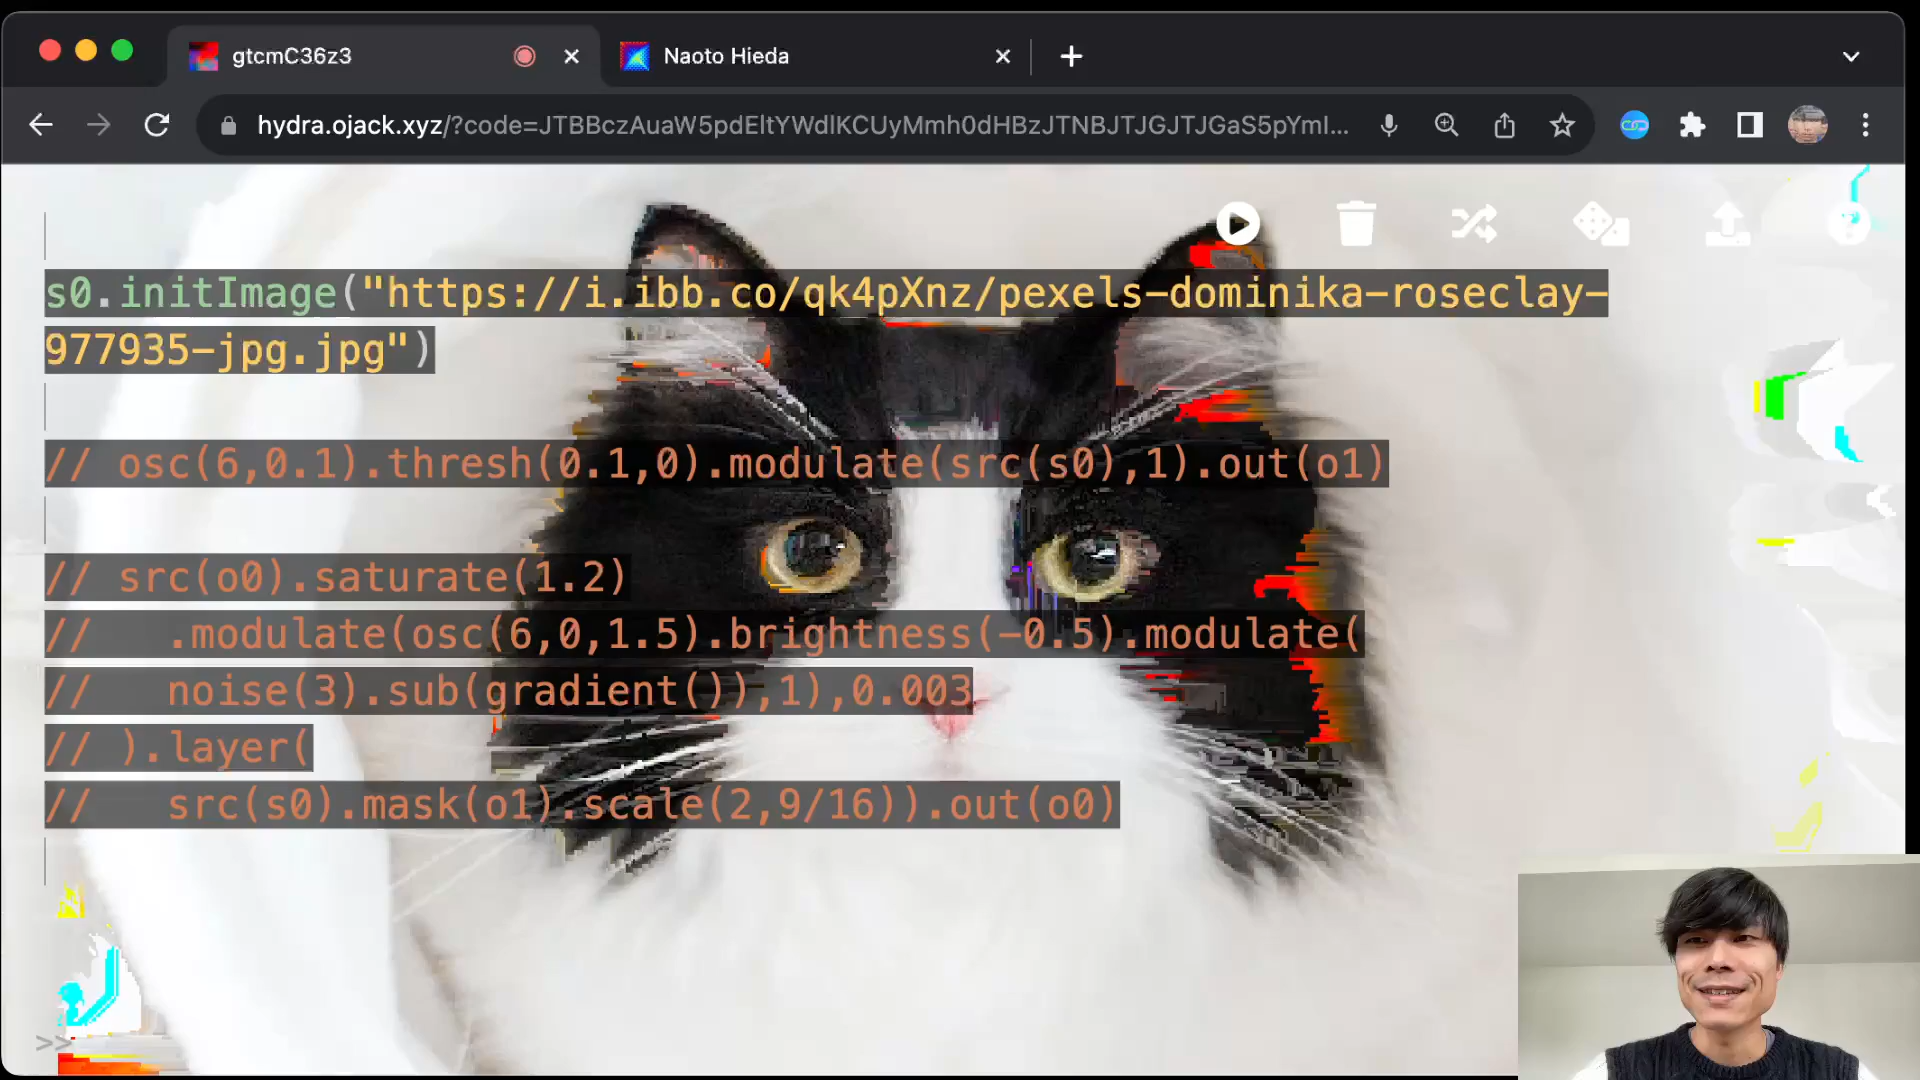 gtcmC36z3
Naoto Hieda
hydra.ojack.xyz/?code=JTBBczAuaW5pdEltYWdlKCUyMmh0dHBzJTNBJTJGJTJGaS5pYmI...
s0.initImage("https://i.ibb.co/qk4pXnz/pexels-dominika-roseclay-
977935-jpg.jpg")
// osc(6,0.1).thresh(0.1,0).modulate(src(s0),1).out(o1)
// src(o0).saturate(1.2)
//   .modulate(osc(6,0,1.5).brightness(-0.5).modulate(
//   noise(3).sub(gradient()),1),0.003
// ).layer(
//   src(s0).mask(o1).scale(2,9/16)).out(o0)
>>